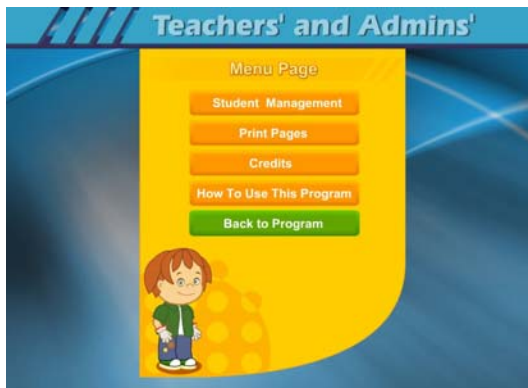 Teachers' and Admins'
Menu Page
Student Management
Print Pages
Credits
How To Use This Program
Back to Program